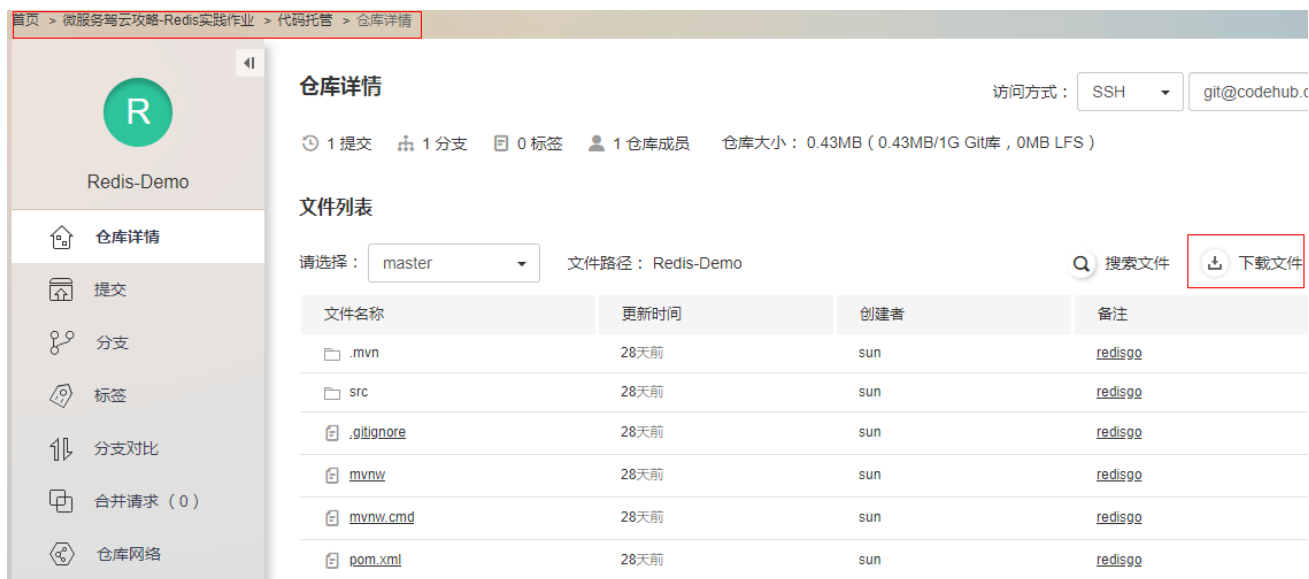 首页 > 微服务驾云攻略-Redis实践作业 > 代码托管 > 仓库详情
R
Redis-Demo
仓库详情
提交
分支
标签
分支对比
合并请求（0）
仓库网络
仓库详情
访问方式： SSH git@codehub.c
1 提交 1 分支 0 标签 1 仓库成员 仓库大小： 0.43MB ( 0.43MB/1G Git库，0MB LFS )
文件列表
请选择： master 文件路径： Redis-Demo 搜索文件 下载文件
文件名称 更新时间 创建者 备注
.mvn 28天前 sun redisgo
src 28天前 sun redisgo
.gitignore 28天前 sun redisgo
mvnw 28天前 sun redisgo
mvnw.cmd 28天前 sun redisgo
pom.xml 28天前 sun redisgo